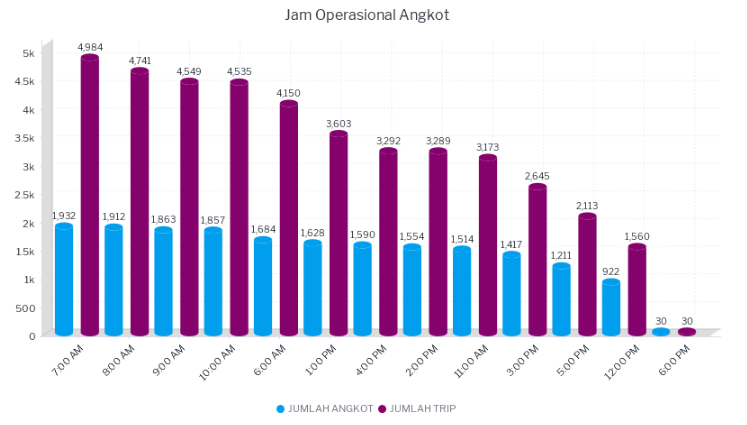 Jam Operasional Angkot
5k
4.5k
4k
3.5k
3k
2.5k
2k
1.5k
1k
500
0
1,932 4,984
1,912 4,741
1,863 4,549
1,857 4,535
1,684 4,150
1,628 3,603
1,590 3,292
1,554 3,289
1,514 3,173
1,417 2,645
1,211 2,113
922 1,560
30 30
7:00 AM
8:00 AM
9:00 AM
10:00 AM
6:00 AM
1:00 PM
4:00 PM
2:00 PM
11:00 AM
3:00 PM
5:00 PM
12:00 PM
6:00 PM
JUMLAH ANGKOT JUMLAH TRIP